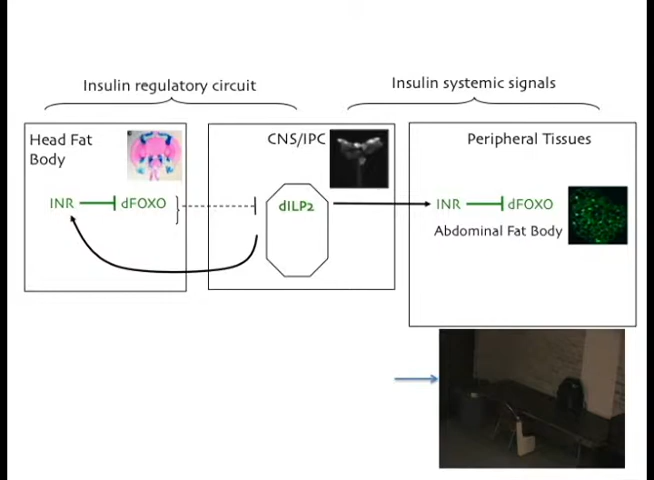 Insulin regulatory circuit
Insulin systemic signals
Head Fat
Body
CNS/IPC
Peripheral Tissues
INR
dFOXO
dILP2
INR
dFOXO
Abdominal Fat Body